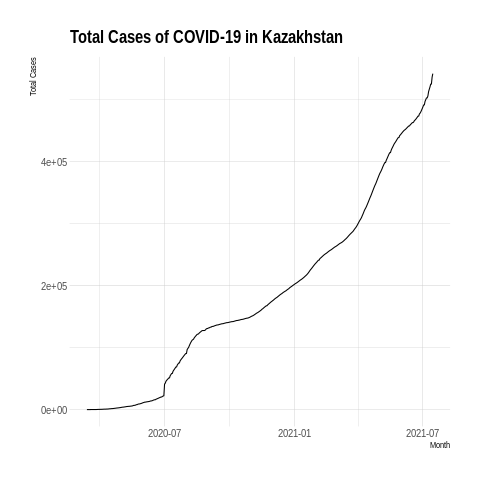 Total Cases of COVID-19 in Kazakhstan
Total Cases
4e+05
2e+05
0e+00
2020-07 2021-01 2021-07
Month